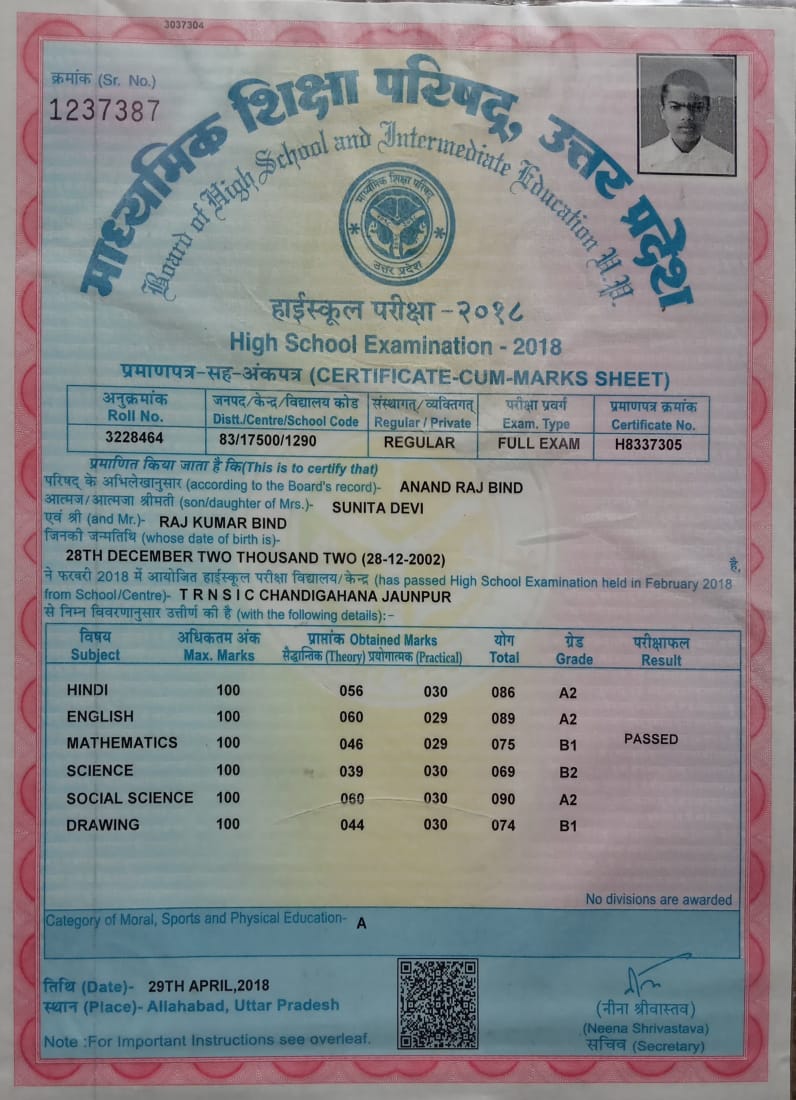 3037304
क्रमांक (Sr. No.)
1237387
माध्यमिक शिक्षा परिषद्, उत्तर प्रदेश
Board of High School and Intermediate Education U.P.
माध्यमिक शिक्षा परिषद्
उत्तर प्रदेश
हाईस्कूल परीक्षा -२०१८
High School Examination - 2018
प्रमाणपत्र-सह-अंकपत्र (CERTIFICATE-CUM-MARKS SHEET)
अनुक्रमांक जनपद/केन्द्र/विद्यालय कोड संस्थागत्/व्यक्तिगत् परीक्षा प्रवर्ग प्रमाणपत्र क्रमांक
Roll No. Distt./Centre/School Code Regular / Private Exam. Type Certificate No.
3228464 83/17500/1290 REGULAR FULL EXAM H8337305
प्रमाणित किया जाता है कि(This is to certify that)
परिषद् के अभिलेखानुसार (according to the Board's record)- ANAND RAJ BIND
आत्मज/आत्मजा श्रीमती (son/daughter of Mrs.)- SUNITA DEVI
एवं श्री (and Mr.)- RAJ KUMAR BIND
जिनकी जन्मतिथि (whose date of birth is)-
28TH DECEMBER TWO THOUSAND TWO (28-12-2002) है,
ने फरवरी 2018 में आयोजित हाईस्कूल परीक्षा विद्यालय/केन्द्र (has passed High School Examination held in February 2018
from School/Centre)- T R N S I C CHANDIGAHANA JAUNPUR
से निम्न विवरणानुसार उत्तीर्ण की है (with the following details):-
विषय अधिकतम अंक प्राप्तांक Obtained Marks योग ग्रेड परीक्षाफल
Subject Max. Marks सैद्धान्तिक (Theory) प्रयोगात्मक (Practical) Total Grade Result
HINDI 100 056 030 086 A2
ENGLISH 100 060 029 089 A2
MATHEMATICS 100 046 029 075 B1 PASSED
SCIENCE 100 039 030 069 B2
SOCIAL SCIENCE 100 060 030 090 A2
DRAWING 100 044 030 074 B1
No divisions are awarded
Category of Moral, Sports and Physical Education- A
तिथि (Date)- 29TH APRIL,2018
स्थान (Place)- Allahabad, Uttar Pradesh
Note :For Important Instructions see overleaf.
(नीना श्रीवास्तव)
(Neena Shrivastava)
सचिव (Secretary)